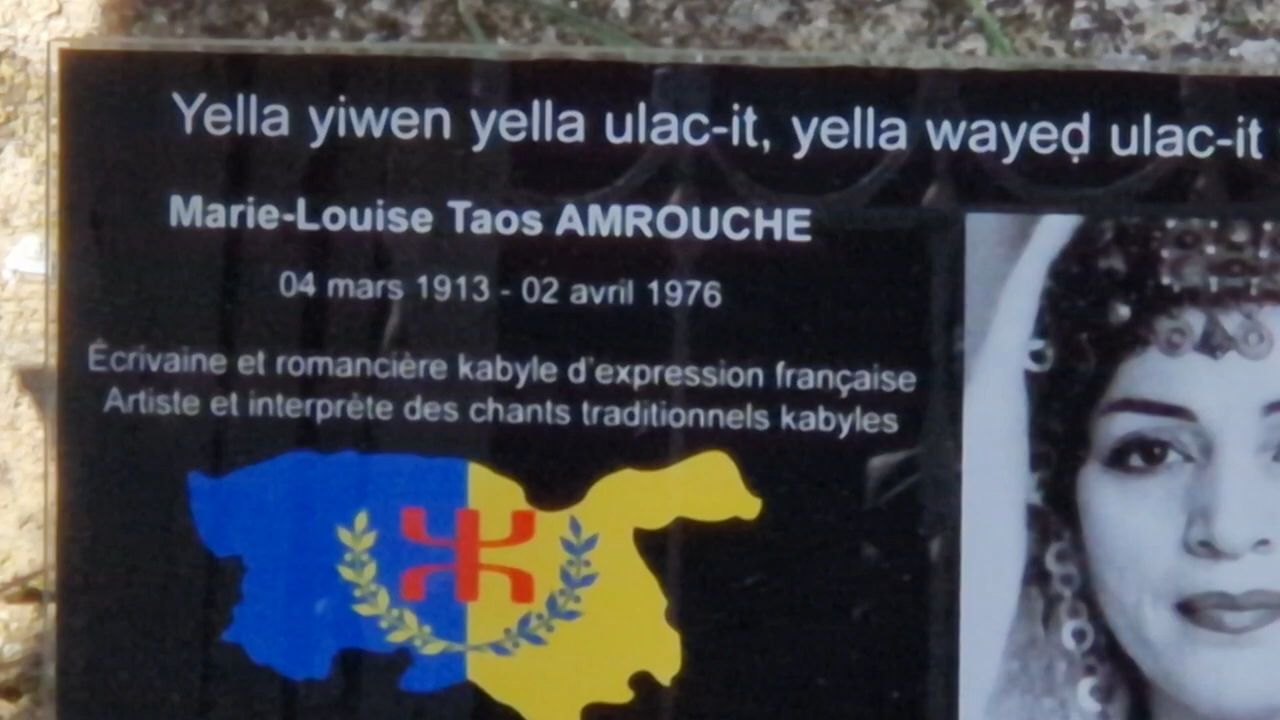 Yella yiwen yella ulac-it, yella wayeḍ ulac-it
Marie-Louise Taos AMROUCHE
04 mars 1913 - 02 avril 1976
Écrivaine et romancière kabyle d'expression française
Artiste et interprète des chants traditionnels kabyles